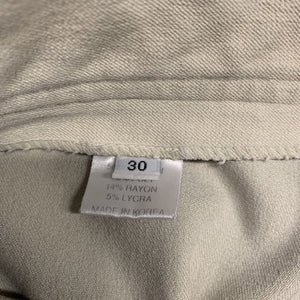 30
14% RAYON
5% LYCRA
MADE IN KOREA